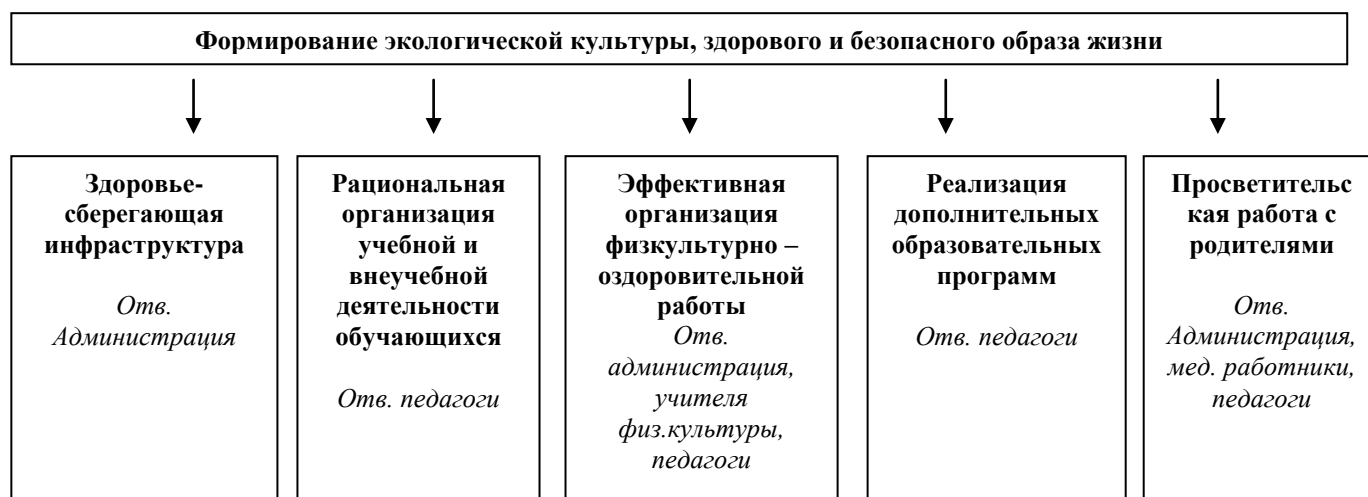 Формирование экологической культуры, здорового и безопасного образа жизни
Здоровье-
сберегающая
инфраструктура
Отв.
Администрация
Рациональная
организация
учебной и
внеучебной
деятельности
обучающихся
Отв. педагоги
Эффективная
организация
физкультурно –
оздоровительной
работы
Отв.
администрация,
учителя
физ.культуры,
педагоги
Реализация
дополнительных
образовательных
программ
Отв. педагоги
Просветительс
кая работа с
родителями
Отв.
Администрация,
мед. работники,
педагоги